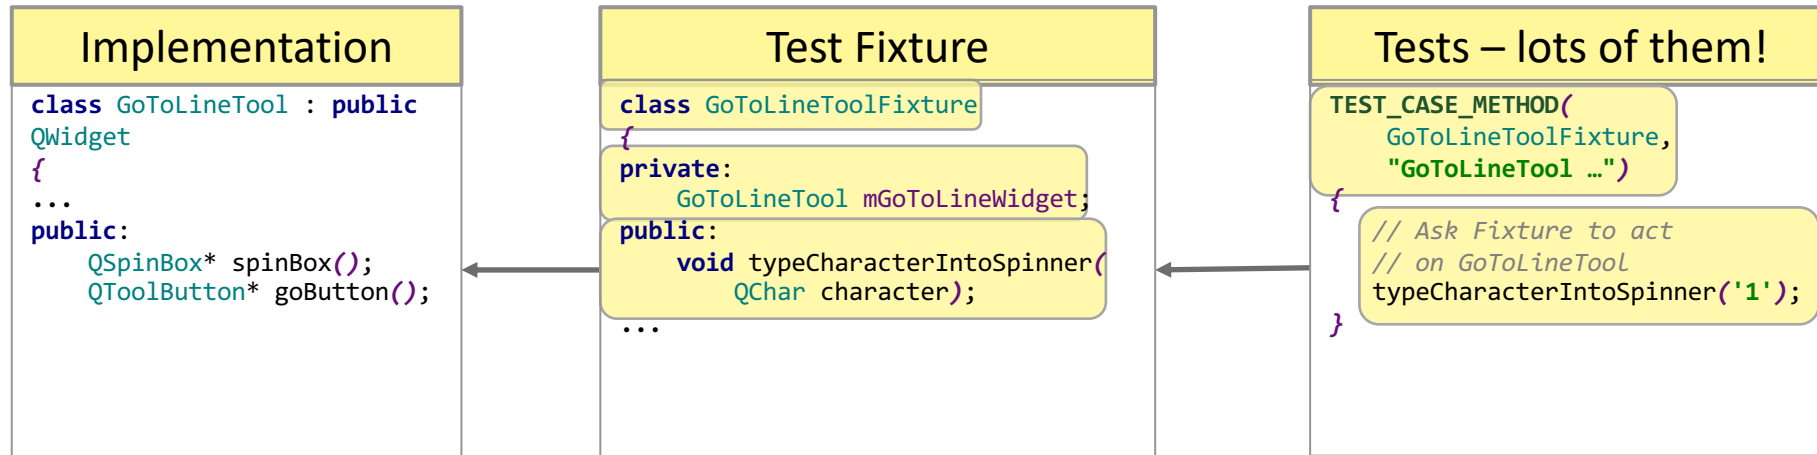 Implementation
class GoToLineTool : public
QWidget
{
...
public:
    QSpinBox* spinBox();
    QToolButton* goButton();
Test Fixture
class GoToLineToolFixture
{
private:
    GoToLineTool mGoToLineWidget;
public:
    void typeCharacterIntoSpinner(
        QChar character);
...
Tests – lots of them!
TEST_CASE_METHOD(
    GoToLineToolFixture,
    "GoToLineTool …")
{
    // Ask Fixture to act
    // on GoToLineTool
    typeCharacterIntoSpinner('1');
}